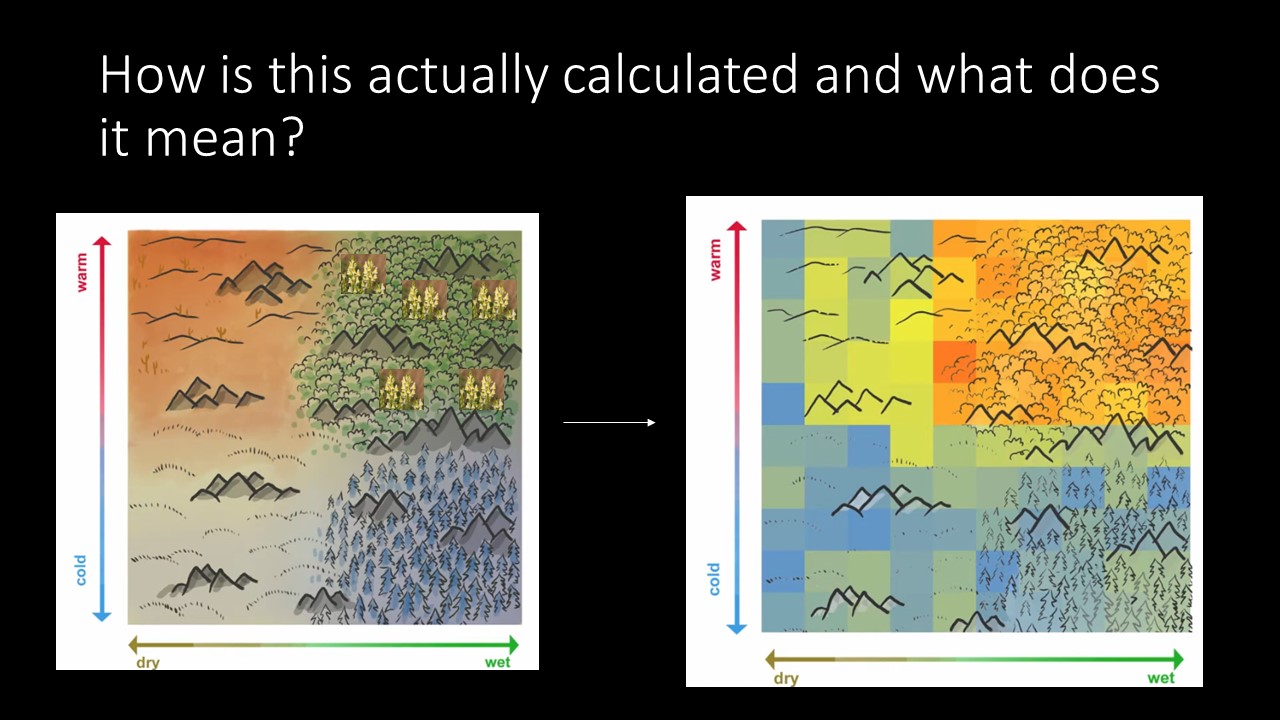 How is this actually calculated and what does
it mean?
warm
cold
dry
wet
warm
cold
dry
wet